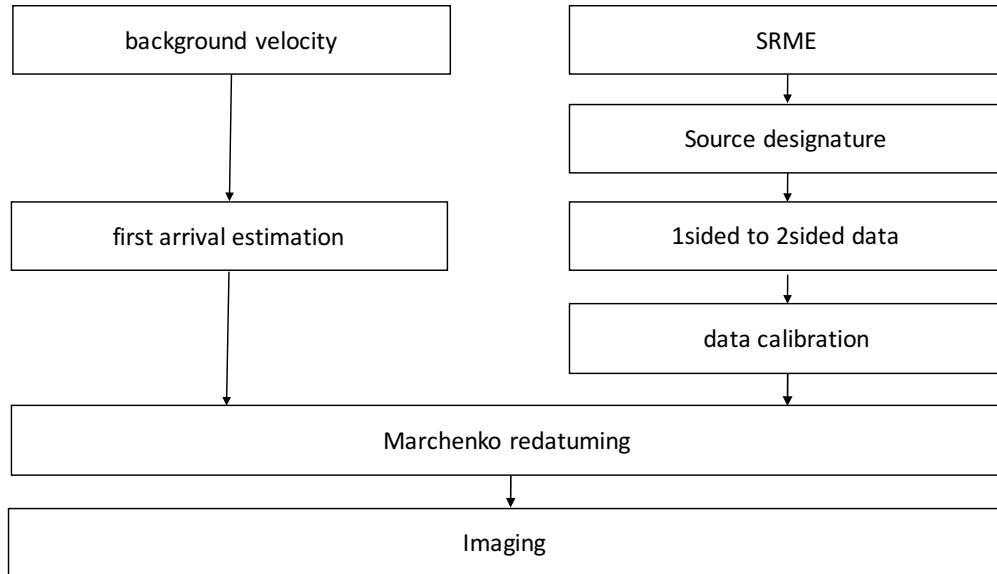 background velocity
SRME
Source designature
first arrival estimation
1sided to 2sided data
data calibration
Marchenko redatuming
Imaging